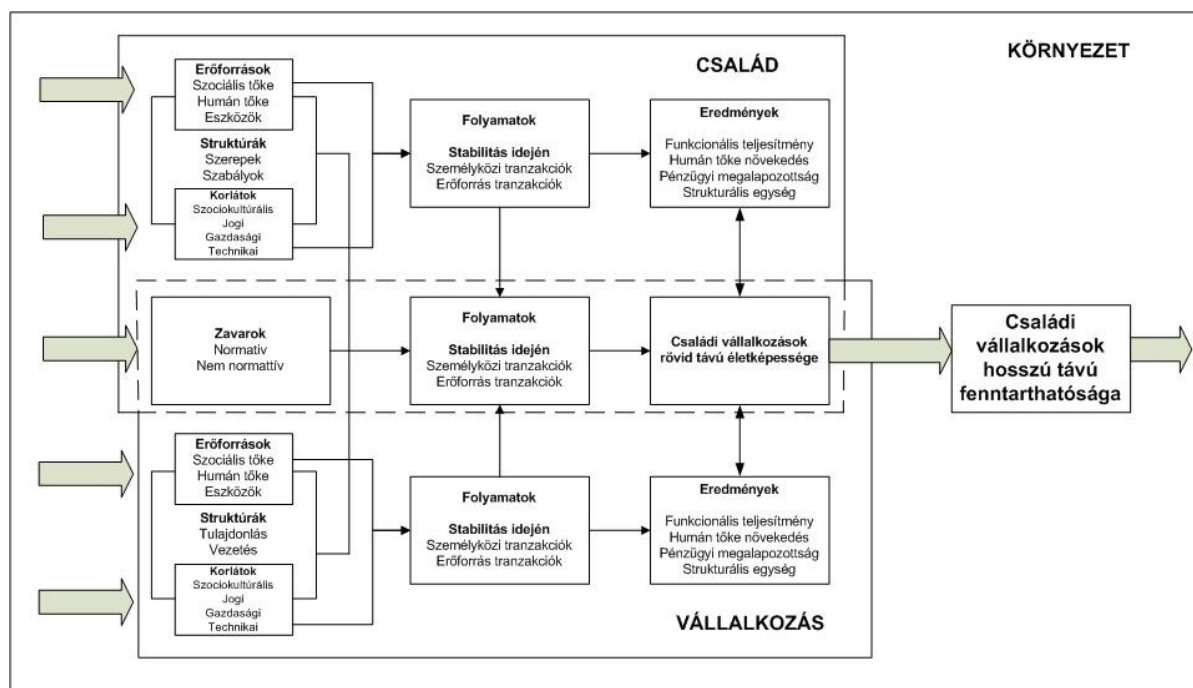 KÖRNYEZET
CSALÁD
Erőforrások
Szociális tőke
Humán tőke
Eszközök
Struktúrák
Szerepek
Szabályok
Korlátok
Szociokultúrális
Jogi
Gazdasági
Technikai
Folyamatok
Stabilitás idején
Személyközi tranzakciók
Erőforrás tranzakciók
Eredmények
Funkcionális teljesítmény
Humán tőke növekedés
Pénzügyi megalapozottság
Strukturális egység
Zavarok
Normativ
Nem normattív
Folyamatok
Stabilitás idején
Személyközi tranzakciók
Erőforrás tranzakciók
Családi vállalkozások
rövid távú életképessége
Családi
vállalkozások
hosszú távú
fenntarthatósága
Erőforrások
Szociális tőke
Humán tőke
Eszközök
Struktúrák
Tulajdonlás
Vezetés
Korlátok
Szociokultúrális
Jogi
Gazdasági
Technikai
Folyamatok
Stabilitás idején
Személyközi tranzakciók
Erőforrás tranzakciók
Eredmények
Funkcionális teljesítmény
Humán tőke növekedés
Pénzügyi megalapozottság
Strukturális egység
VÁLLALKOZÁS